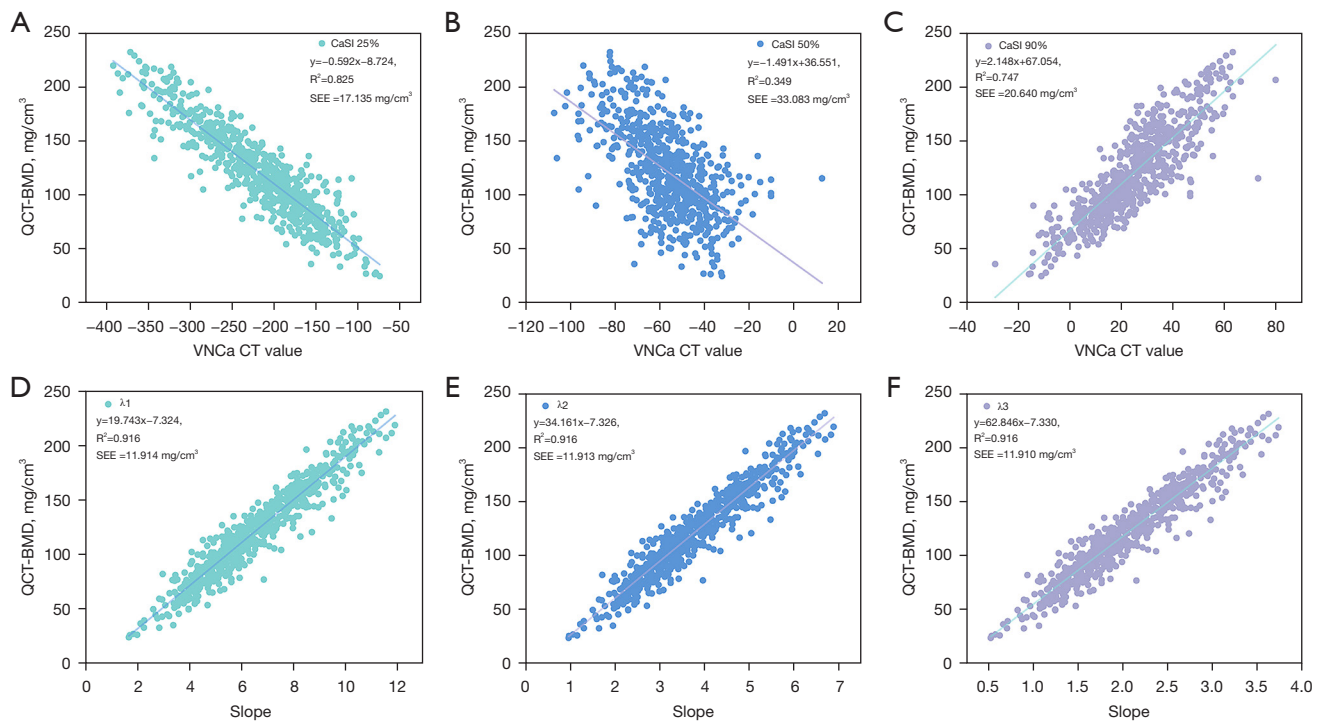 A
250
200
150
100
50
0
QCT-BMD, mg/cm³
CaSI 25%
y=−0.592x−8.724,
R²=0.825
SEE =17.135 mg/cm³
−400 −350 −300 −250 −200 −150 −100 −50
VNCa CT value
B
250
200
150
100
50
0
QCT-BMD, mg/cm³
CaSI 50%
y=−1.491x+36.551,
R²=0.349
SEE =33.083 mg/cm³
−120 −100 −80 −60 −40 −20 0 20
VNCa CT value
C
250
200
150
100
50
0
QCT-BMD, mg/cm³
CaSI 90%
y=2.148x+67.054,
R²=0.747
SEE =20.640 mg/cm³
−40 −20 0 20 40 60 80
VNCa CT value
D
250
200
150
100
50
0
QCT-BMD, mg/cm³
λ1
y=19.743x−7.324,
R²=0.916
SEE =11.914 mg/cm³
0 2 4 6 8 10 12
Slope
E
250
200
150
100
50
0
QCT-BMD, mg/cm³
λ2
y=34.161x−7.326,
R²=0.916
SEE =11.913 mg/cm³
0 1 2 3 4 5 6 7
Slope
F
250
200
150
100
50
0
QCT-BMD, mg/cm³
λ3
y=62.846x−7.330,
R²=0.916
SEE =11.910 mg/cm³
0.5 1.0 1.5 2.0 2.5 3.0 3.5 4.0
Slope